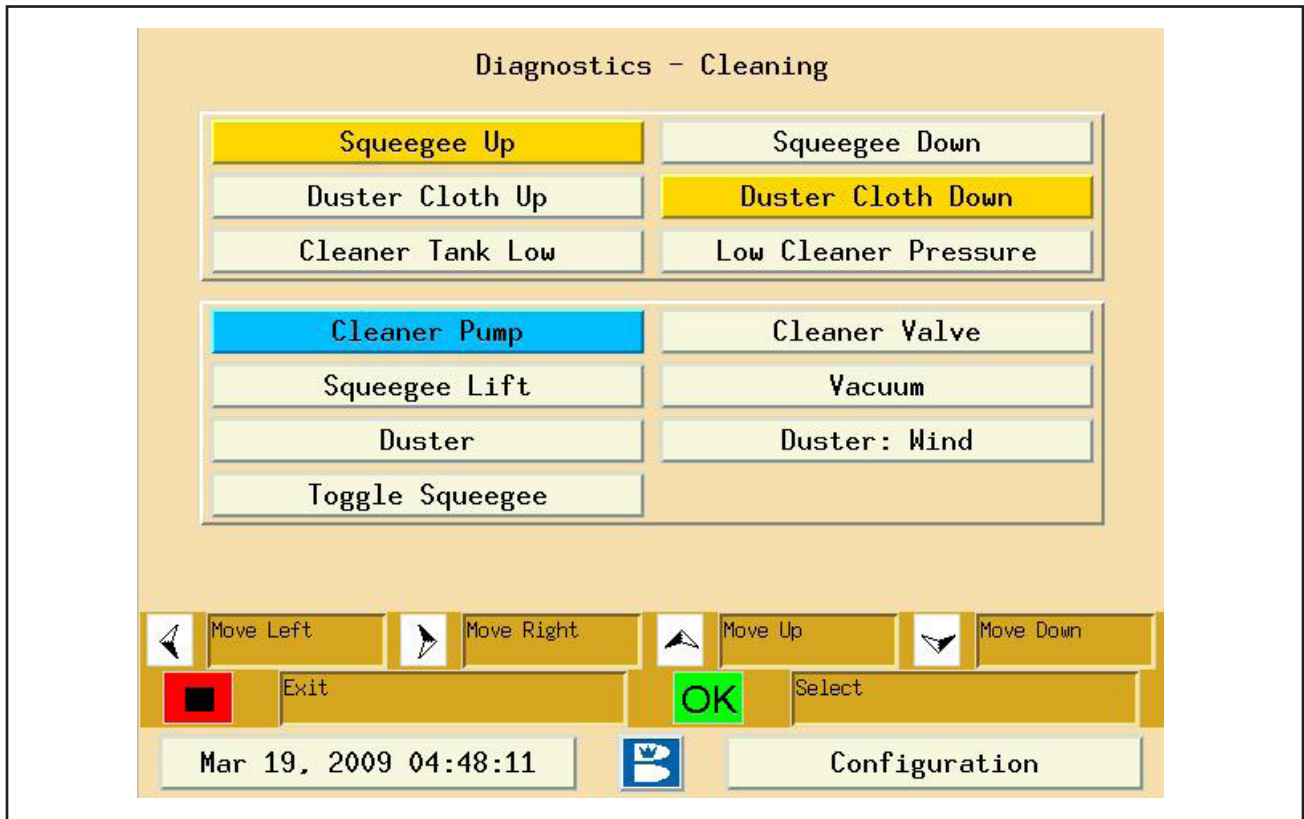 Diagnostics - Cleaning
Squeegee Up Squeegee Down
Duster Cloth Up Duster Cloth Down
Cleaner Tank Low Low Cleaner Pressure
Cleaner Pump Cleaner Valve
Squeegee Lift Vacuum
Duster Duster: Wind
Toggle Squeegee
Move Left Move Right Move Up Move Down
Exit OK Select
Mar 19, 2009 04:48:11 Configuration